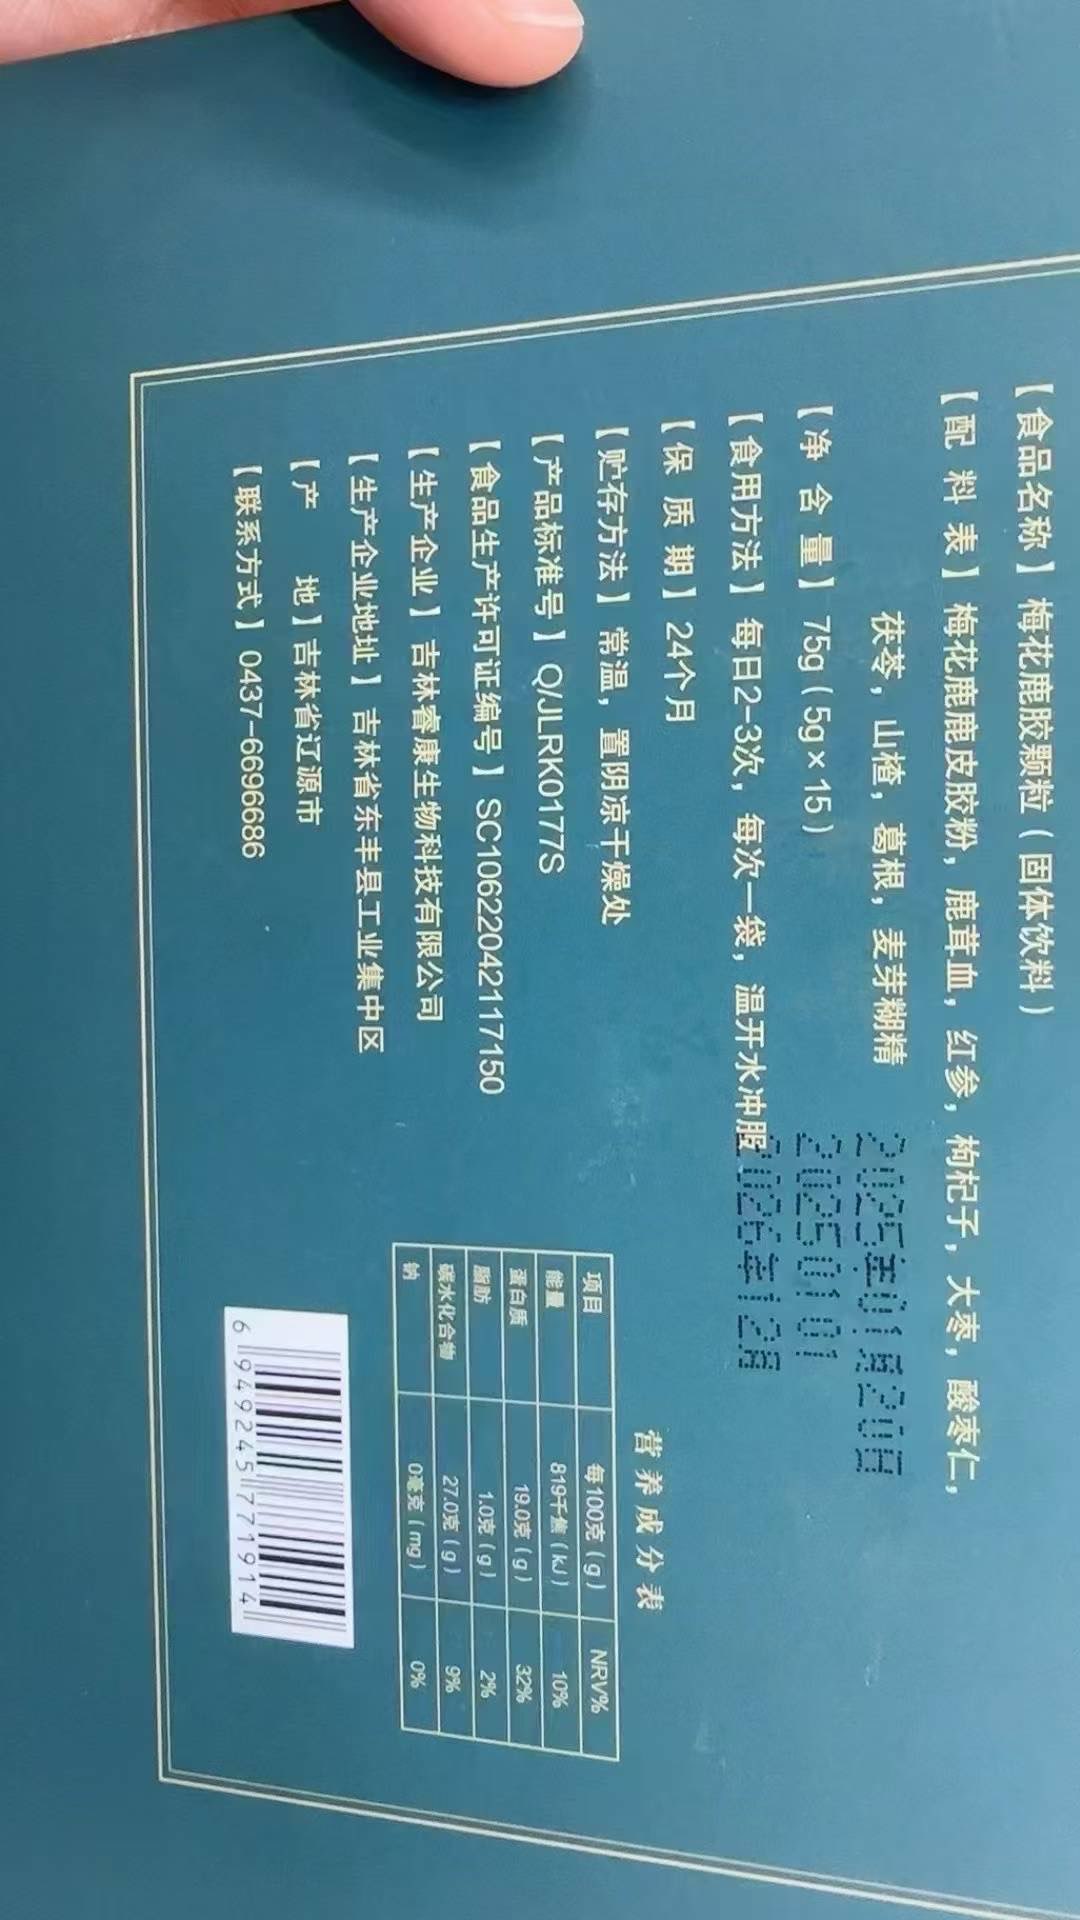 【食品名称】梅花鹿胶颗粒（固体饮料）
【配 料 表】梅花鹿鹿皮胶粉，鹿茸血，红参，枸杞子，大枣，酸枣仁，
茯苓，山楂，葛根，麦芽糊精
【净 含 量】75g（5g×15）
【食用方法】每日2-3次，每次一袋，温开水冲服
【保 质 期】24个月
【贮存方法】常温，置阴凉干燥处
【产品标准号】Q/JLRK0177S
【食品生产许可证编号】SC10622042117150
【生产企业】吉林睿康生物科技有限公司
【生产企业地址】吉林省东丰县工业集中区
【产 地】吉林省辽源市
【联系方式】0437-6696686
2025年01月20日
20250101
2026年12月
营养成分表
项目 每100克（g） NRV%
能量 819千焦（kJ） 10%
蛋白质 19.0克（g） 32%
脂肪 1.0克（g） 2%
碳水化合物 27.0克（g） 9%
钠 0毫克（mg） 0%
6 949245 771914